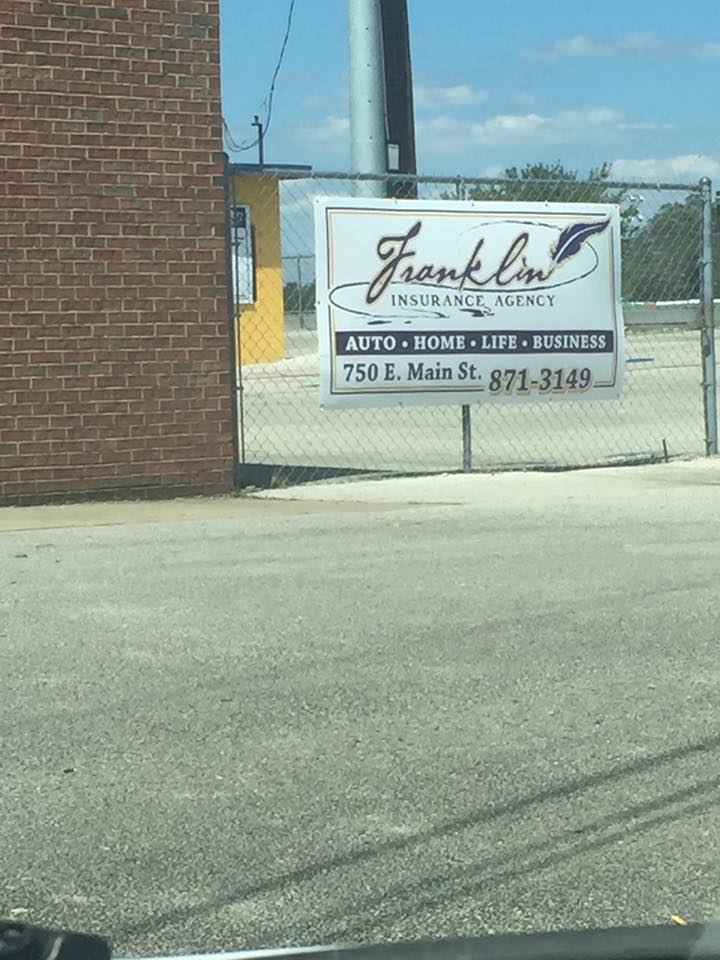 Franklin
INSURANCE AGENCY
AUTO • HOME • LIFE • BUSINESS
750 E. Main St. 871-3149